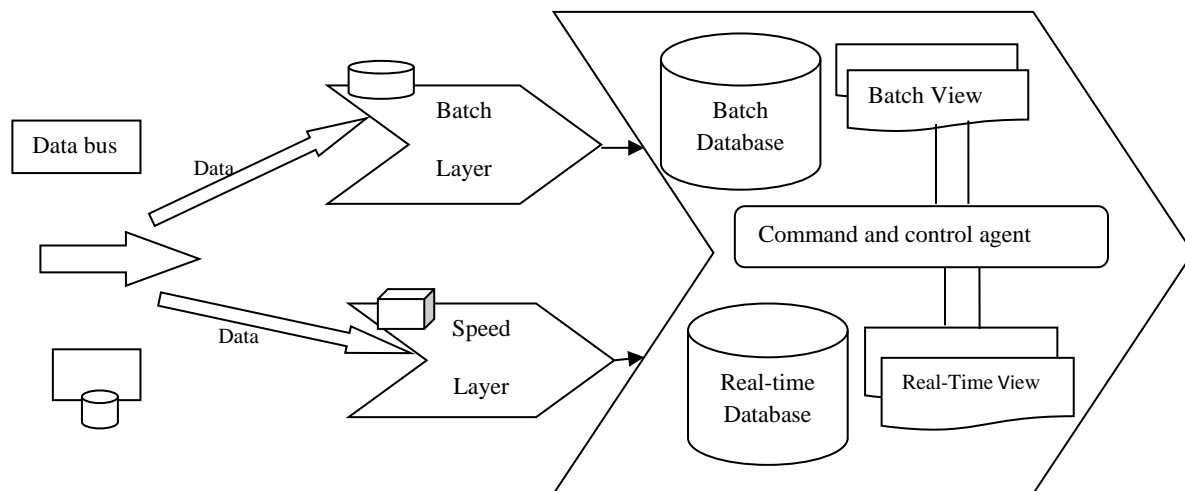 Data bus
Data
Data
Batch
Layer
Speed
Layer
Batch
Database
Batch View
Command and control agent
Real-time
Database
Real-Time View